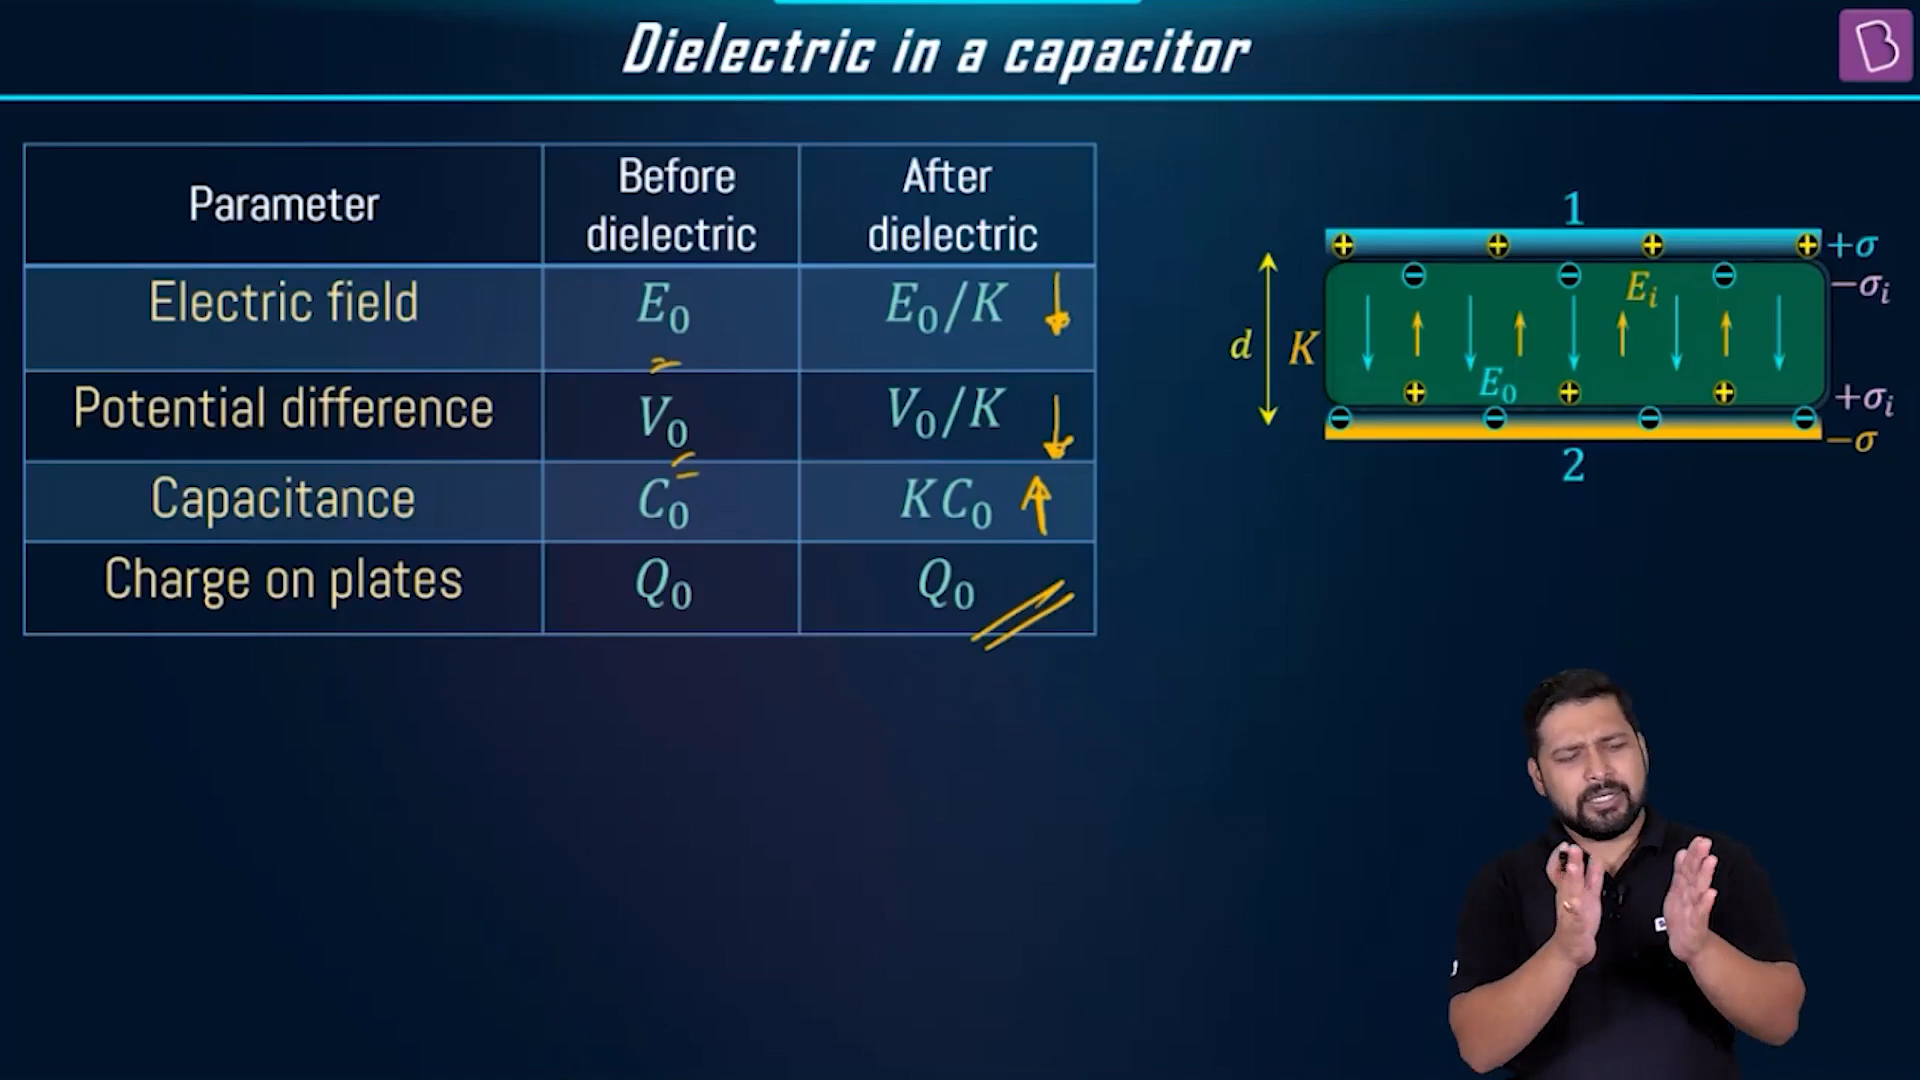 Dielectric in a capacitor
B
Parameter
Before dielectric
After dielectric
Electric field
E₀
E₀/K
Potential difference
V₀
V₀/K
Capacitance
C₀
KC₀
Charge on plates
Q₀
Q₀
1
+σ
−σᵢ
Eᵢ
d
K
E₀
+σᵢ
−σ
2